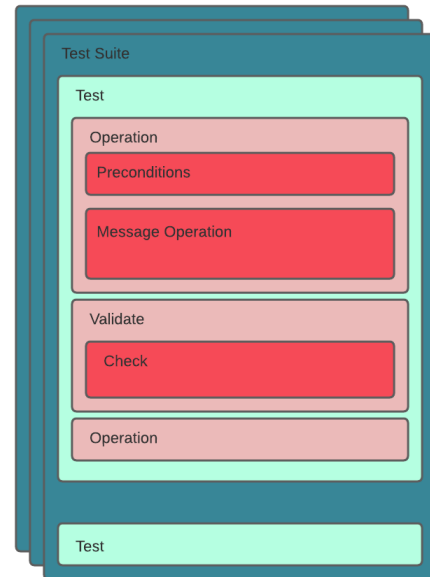 Test Suite
Test
Operation
Preconditions
Message Operation
Validate
Check
Operation
Test